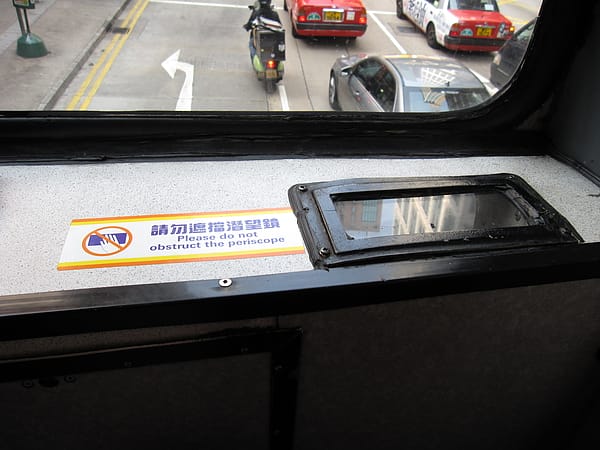 請勿遮擋潛望鏡
Please do not
obstruct the periscope